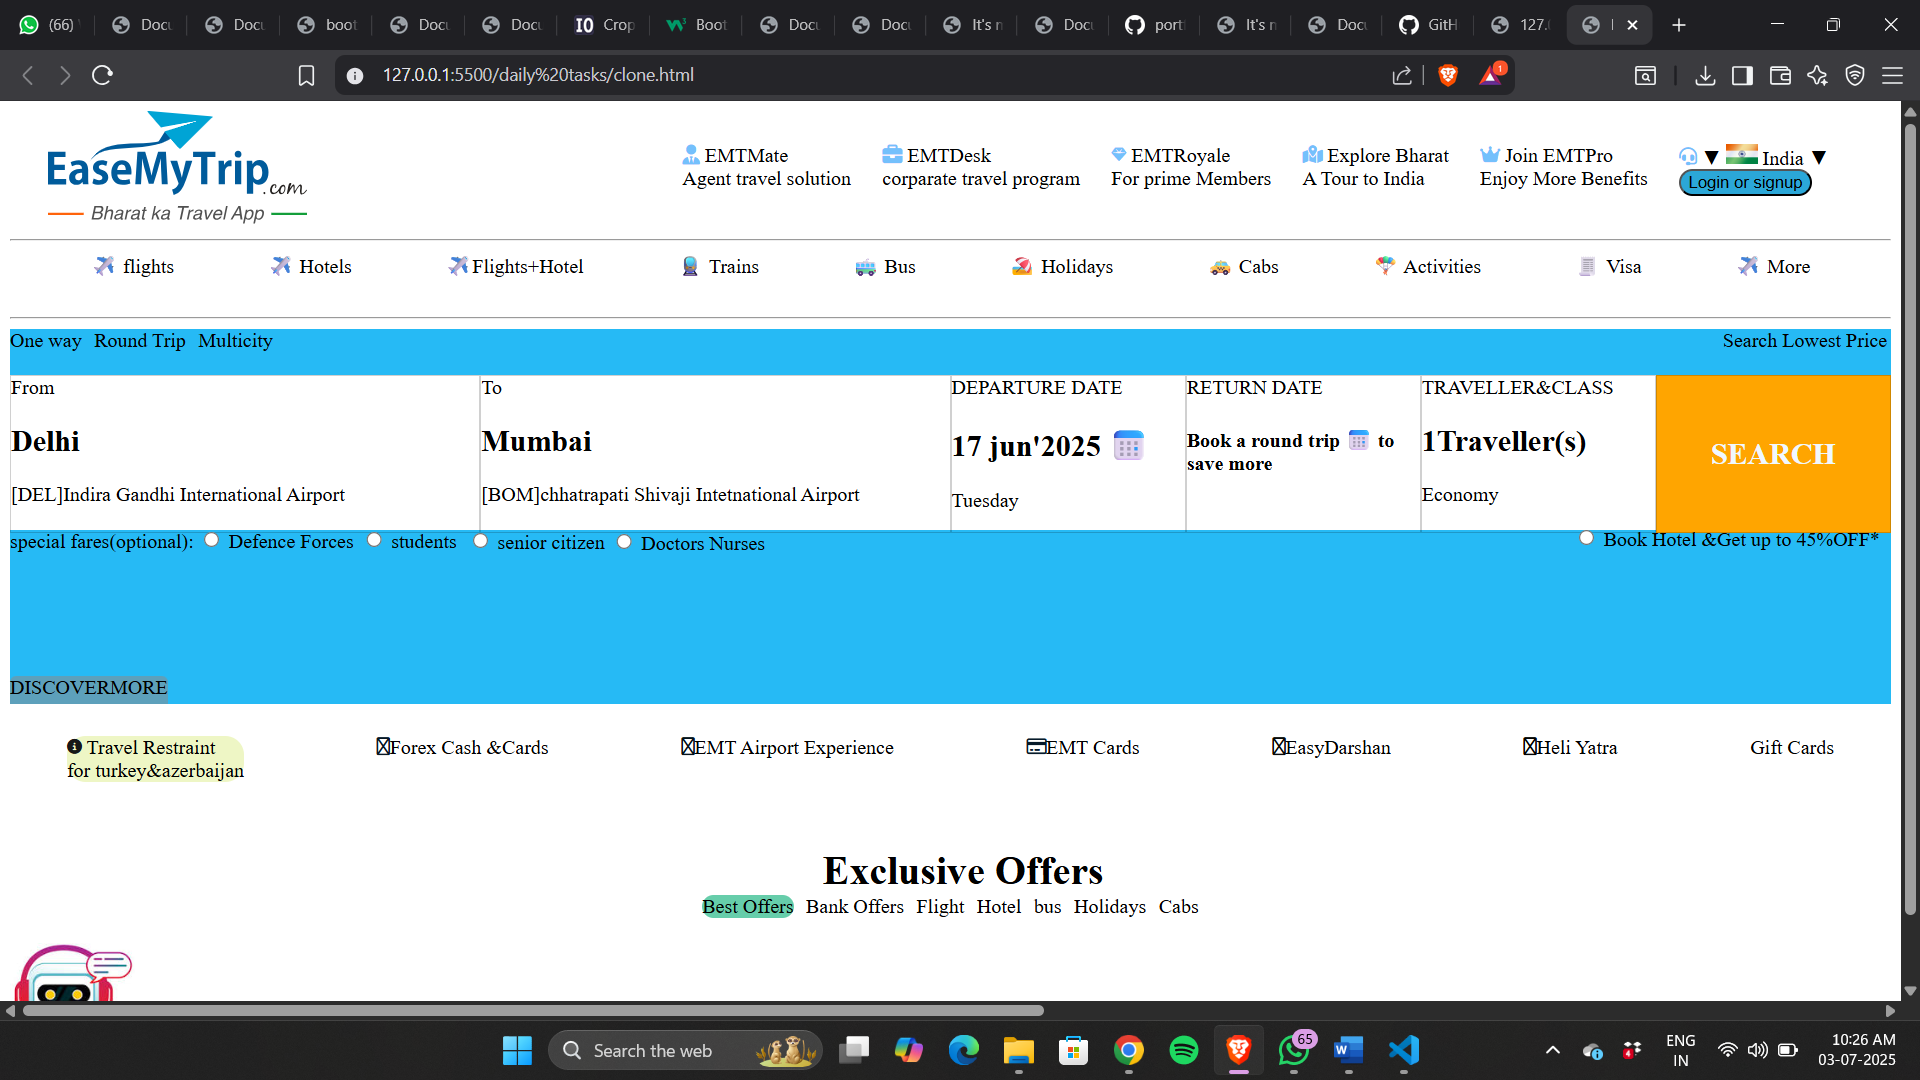 (66)
Docu
Docu
boot
Docu
Docu
Crop
Boot
Docu
Docu
It's n
Docu
port
It's n
Docu
GitH
127.0
127.0.0.1:5500/daily%20tasks/clone.html
1
EaseMyTrip.com
Bharat ka Travel App
EMTMate
Agent travel solution
EMTDesk
corparate travel program
EMTRoyale
For prime Members
Explore Bharat
A Tour to India
Join EMTPro
Enjoy More Benefits
▼ India ▼
Login or signup
flights
Hotels
Flights+Hotel
Trains
Bus
Holidays
Cabs
Activities
Visa
More
One way Round Trip Multicity
Search Lowest Price
From
Delhi
[DEL]Indira Gandhi International Airport
To
Mumbai
[BOM]chhatrapati Shivaji Intetnational Airport
DEPARTURE DATE
17 jun'2025
Tuesday
RETURN DATE
Book a round trip to
save more
TRAVELLER&CLASS
1Traveller(s)
Economy
SEARCH
special fares(optional): Defence Forces students senior citizen Doctors Nurses
Book Hotel &Get up to 45%OFF*
DISCOVERMORE
Travel Restraint
for turkey&azerbaijan
Forex Cash &Cards
EMT Airport Experience
EMT Cards
EasyDarshan
Heli Yatra
Gift Cards
Exclusive Offers
Best Offers Bank Offers Flight Hotel bus Holidays Cabs
Search the web
65
4
ENG
IN
10:26 AM
03-07-2025